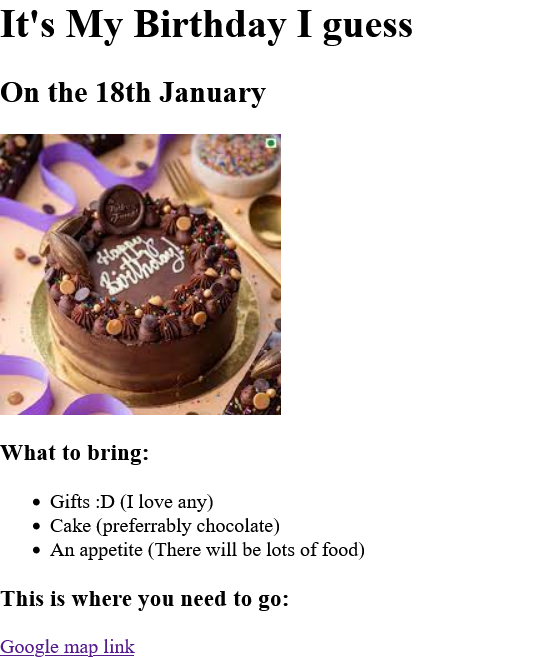 It's My Birthday I guess
On the 18th January
Happy
Birthday!
What to bring:
Gifts :D (I love any)
Cake (preferrably chocolate)
An appetite (There will be lots of food)
This is where you need to go:
Google map link